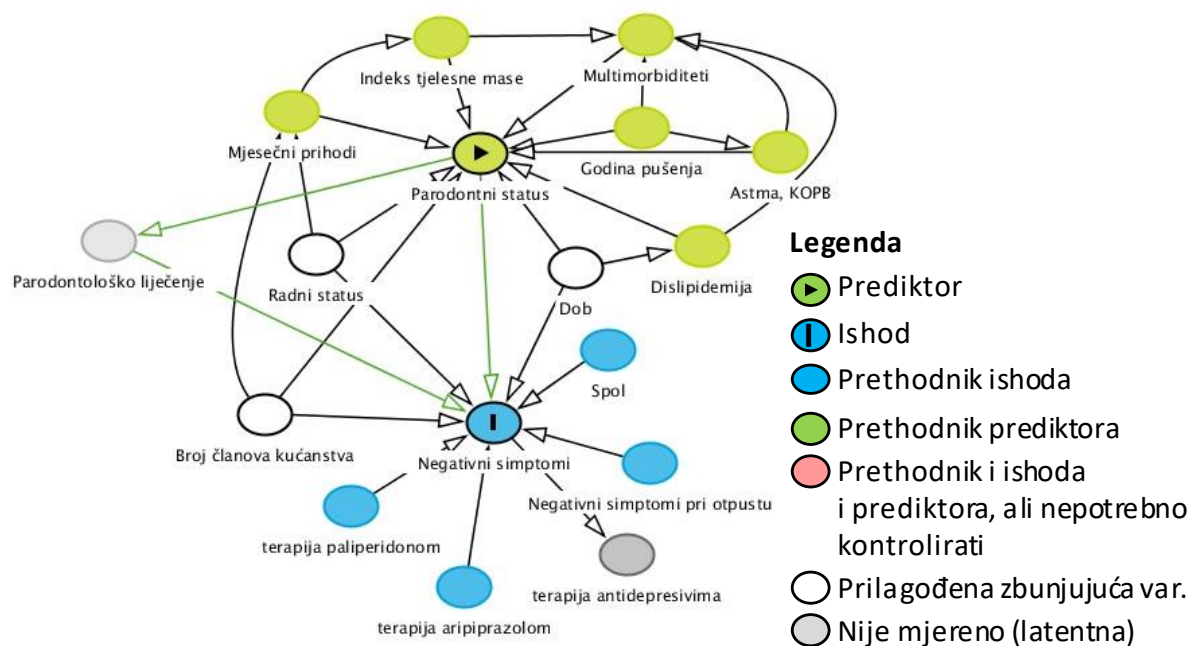 Indeks tjelesne mase
Multimorbiditeti
Mjesečni prihodi
Godina pušenja
Astma, KOPB
Parodontni status
Parodontološko liječenje
Radni status
Dob
Dislipidemija
Spol
Broj članova kućanstva
Negativni simptomi
Negativni simptomi pri otpustu
terapija paliperidonom
terapija antidepresivima
terapija aripiprazolom
Legenda
Prediktor
Ishod
Prethodnik ishoda
Prethodnik prediktora
Prethodnik i ishoda
i prediktora, ali nepotrebno
kontrolirati
Prilagođena zbunjujuća var.
Nije mjereno (latentna)